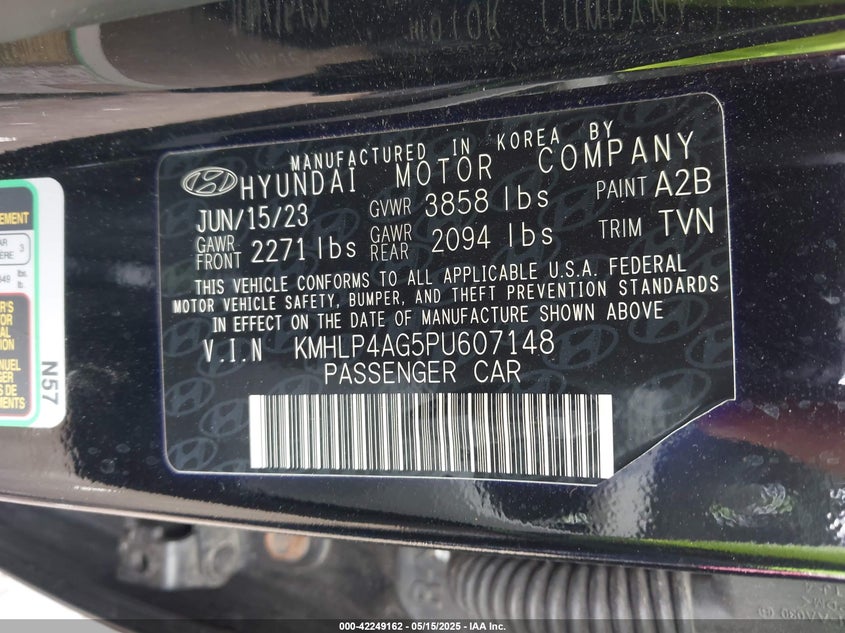 MANUFACTURED IN KOREA BY
HYUNDAI MOTOR COMPANY
JUN/15/23 GVWR 3858 lbs PAINT A2B
GAWR FRONT 2271 lbs GAWR REAR 2094 lbs TRIM TVN
THIS VEHICLE CONFORMS TO ALL APPLICABLE U.S.A. FEDERAL
MOTOR VEHICLE SAFETY, BUMPER, AND THEFT PREVENTION STANDARDS
IN EFFECT ON THE DATE OF MANUFACTURE SHOWN ABOVE
V.I.N KMHLP4AG5PU607148
PASSENGER CAR
N57
000-42249162 - 05/15/2025 - IAA Inc.